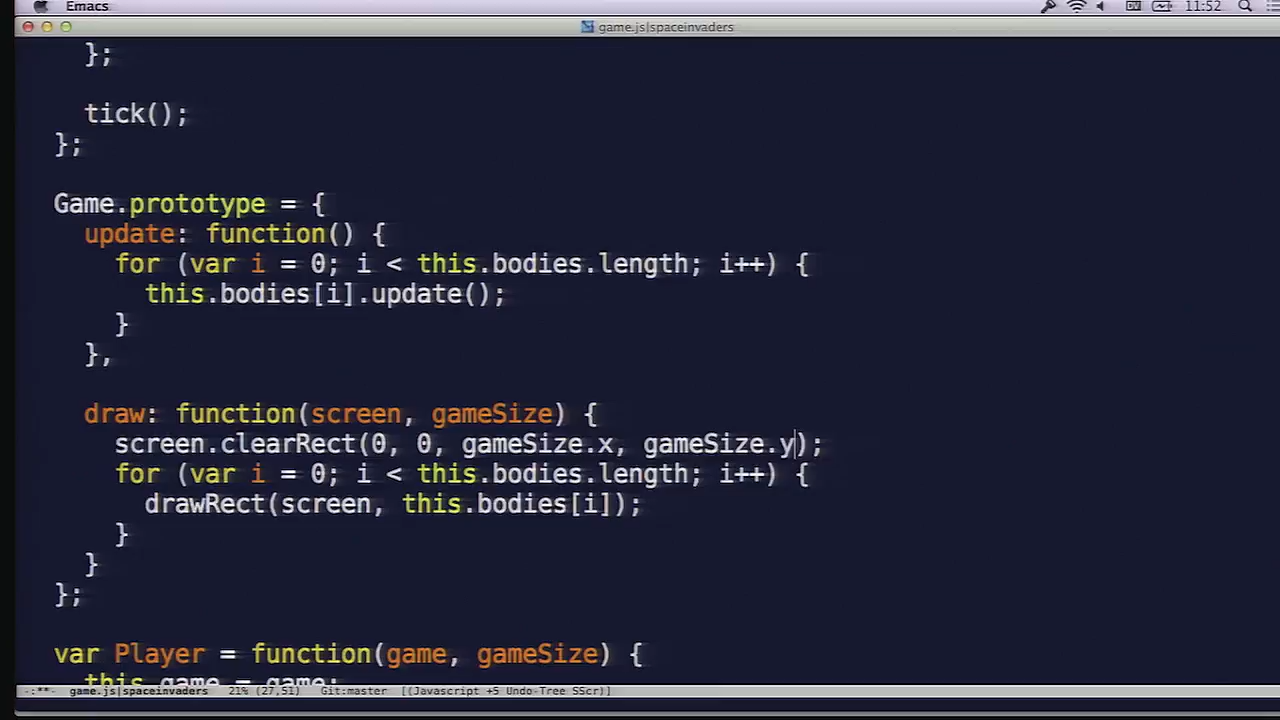 Emacs
11:52
game.js|spaceinvaders
};
tick();
};
Game.prototype = {
update: function() {
for (var i = 0; i < this.bodies.length; i++) {
this.bodies[i].update();
}
},
draw: function(screen, gameSize) {
screen.clearRect(0, 0, gameSize.x, gameSize.y);
for (var i = 0; i < this.bodies.length; i++) {
drawRect(screen, this.bodies[i]);
}
}
};
var Player = function(game, gameSize) {
this.game = game;
-:**- game.js|spaceinvaders 21% (27,51) Git:master [(Javascript +5 Undo-Tree SScr)]